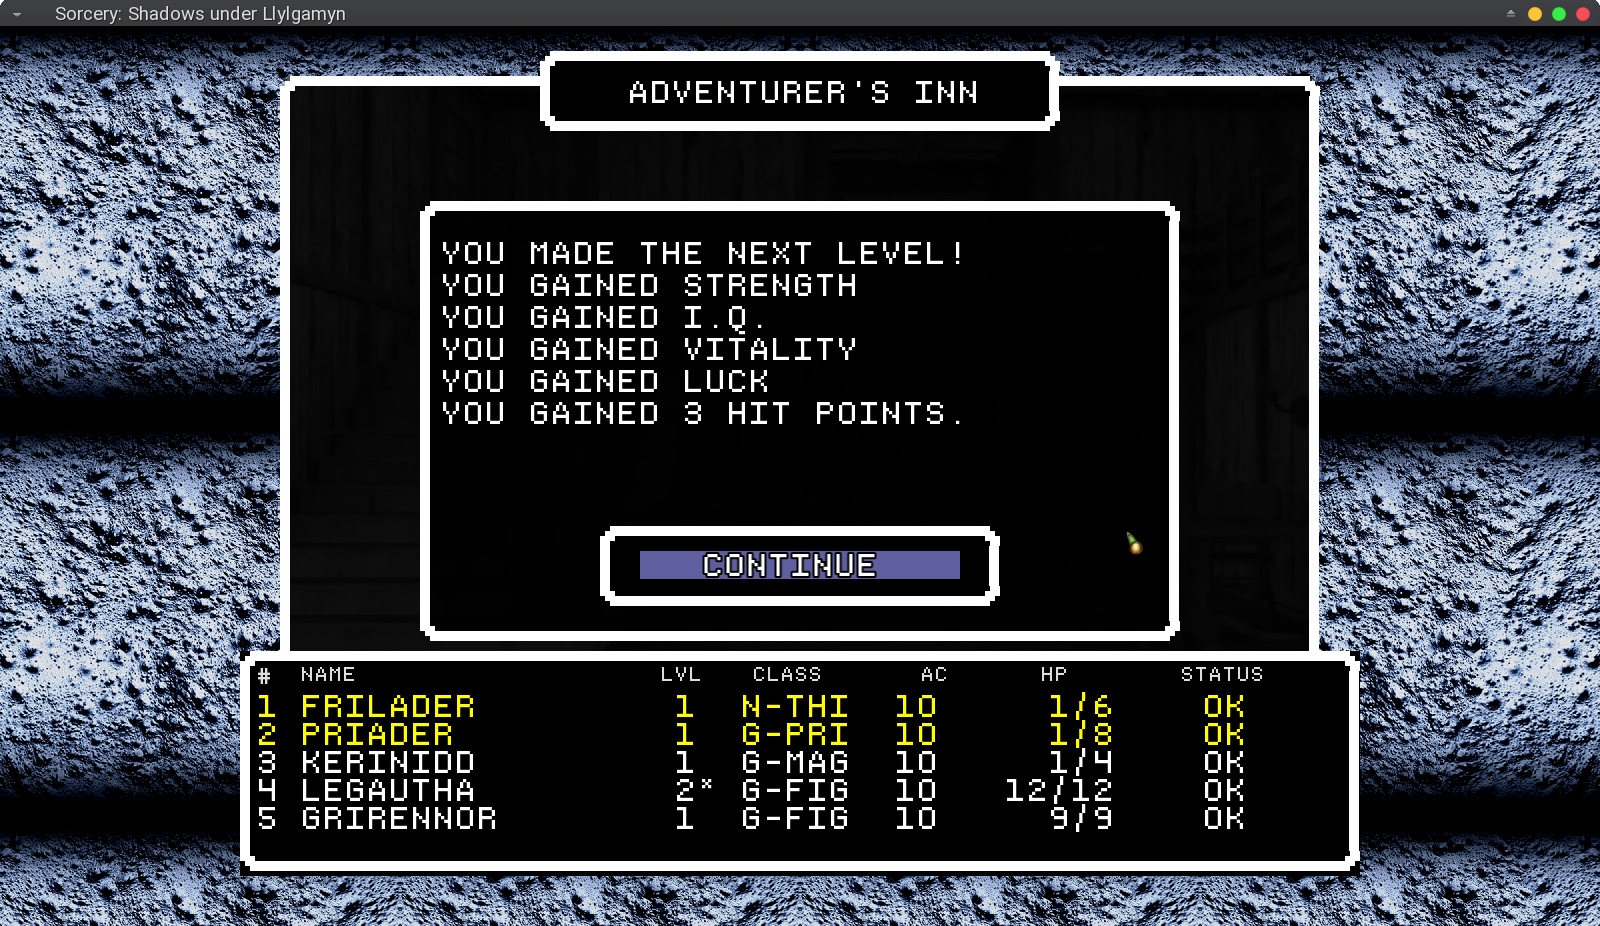 Sorcery: Shadows under Llylgamyn
ADVENTURER'S INN
YOU MADE THE NEXT LEVEL!
YOU GAINED STRENGTH
YOU GAINED I.Q.
YOU GAINED VITALITY
YOU GAINED LUCK
YOU GAINED 3 HIT POINTS.
CONTINUE
# NAME LVL CLASS AC HP STATUS
1 FRILADER 1 N-THI 10 1/6 OK
2 PRIADER 1 G-PRI 10 1/8 OK
3 KERINIDD 1 G-MAG 10 1/4 OK
4 LEGAUTHA 2* G-FIG 10 12/12 OK
5 GRIRENNOR 1 G-FIG 10 9/9 OK